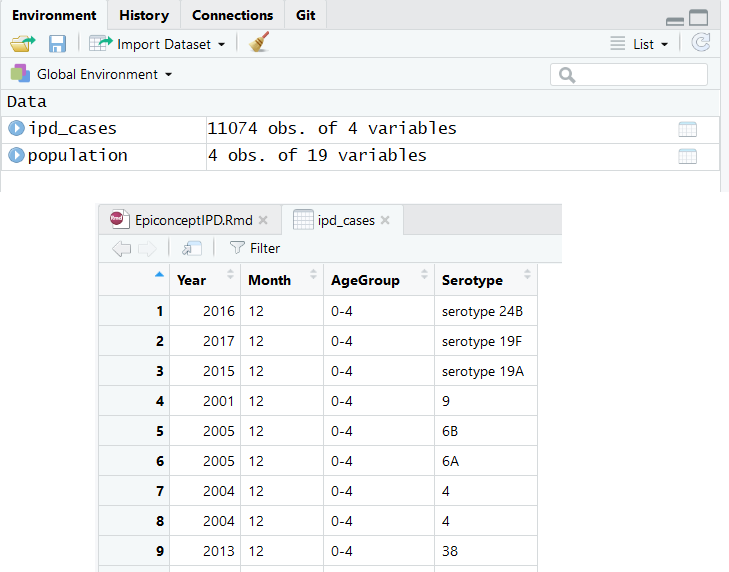 Environment History Connections Git
Import Dataset List
Global Environment
Data
ipd_cases 11074 obs. of 4 variables
population 4 obs. of 19 variables
Rmd EpiconceptIPD.Rmd ipd_cases
Filter
Year Month AgeGroup Serotype
1 2016 12 0-4 serotype 24B
2 2017 12 0-4 serotype 19F
3 2015 12 0-4 serotype 19A
4 2001 12 0-4 9
5 2005 12 0-4 6B
6 2005 12 0-4 6A
7 2004 12 0-4 4
8 2004 12 0-4 4
9 2013 12 0-4 38